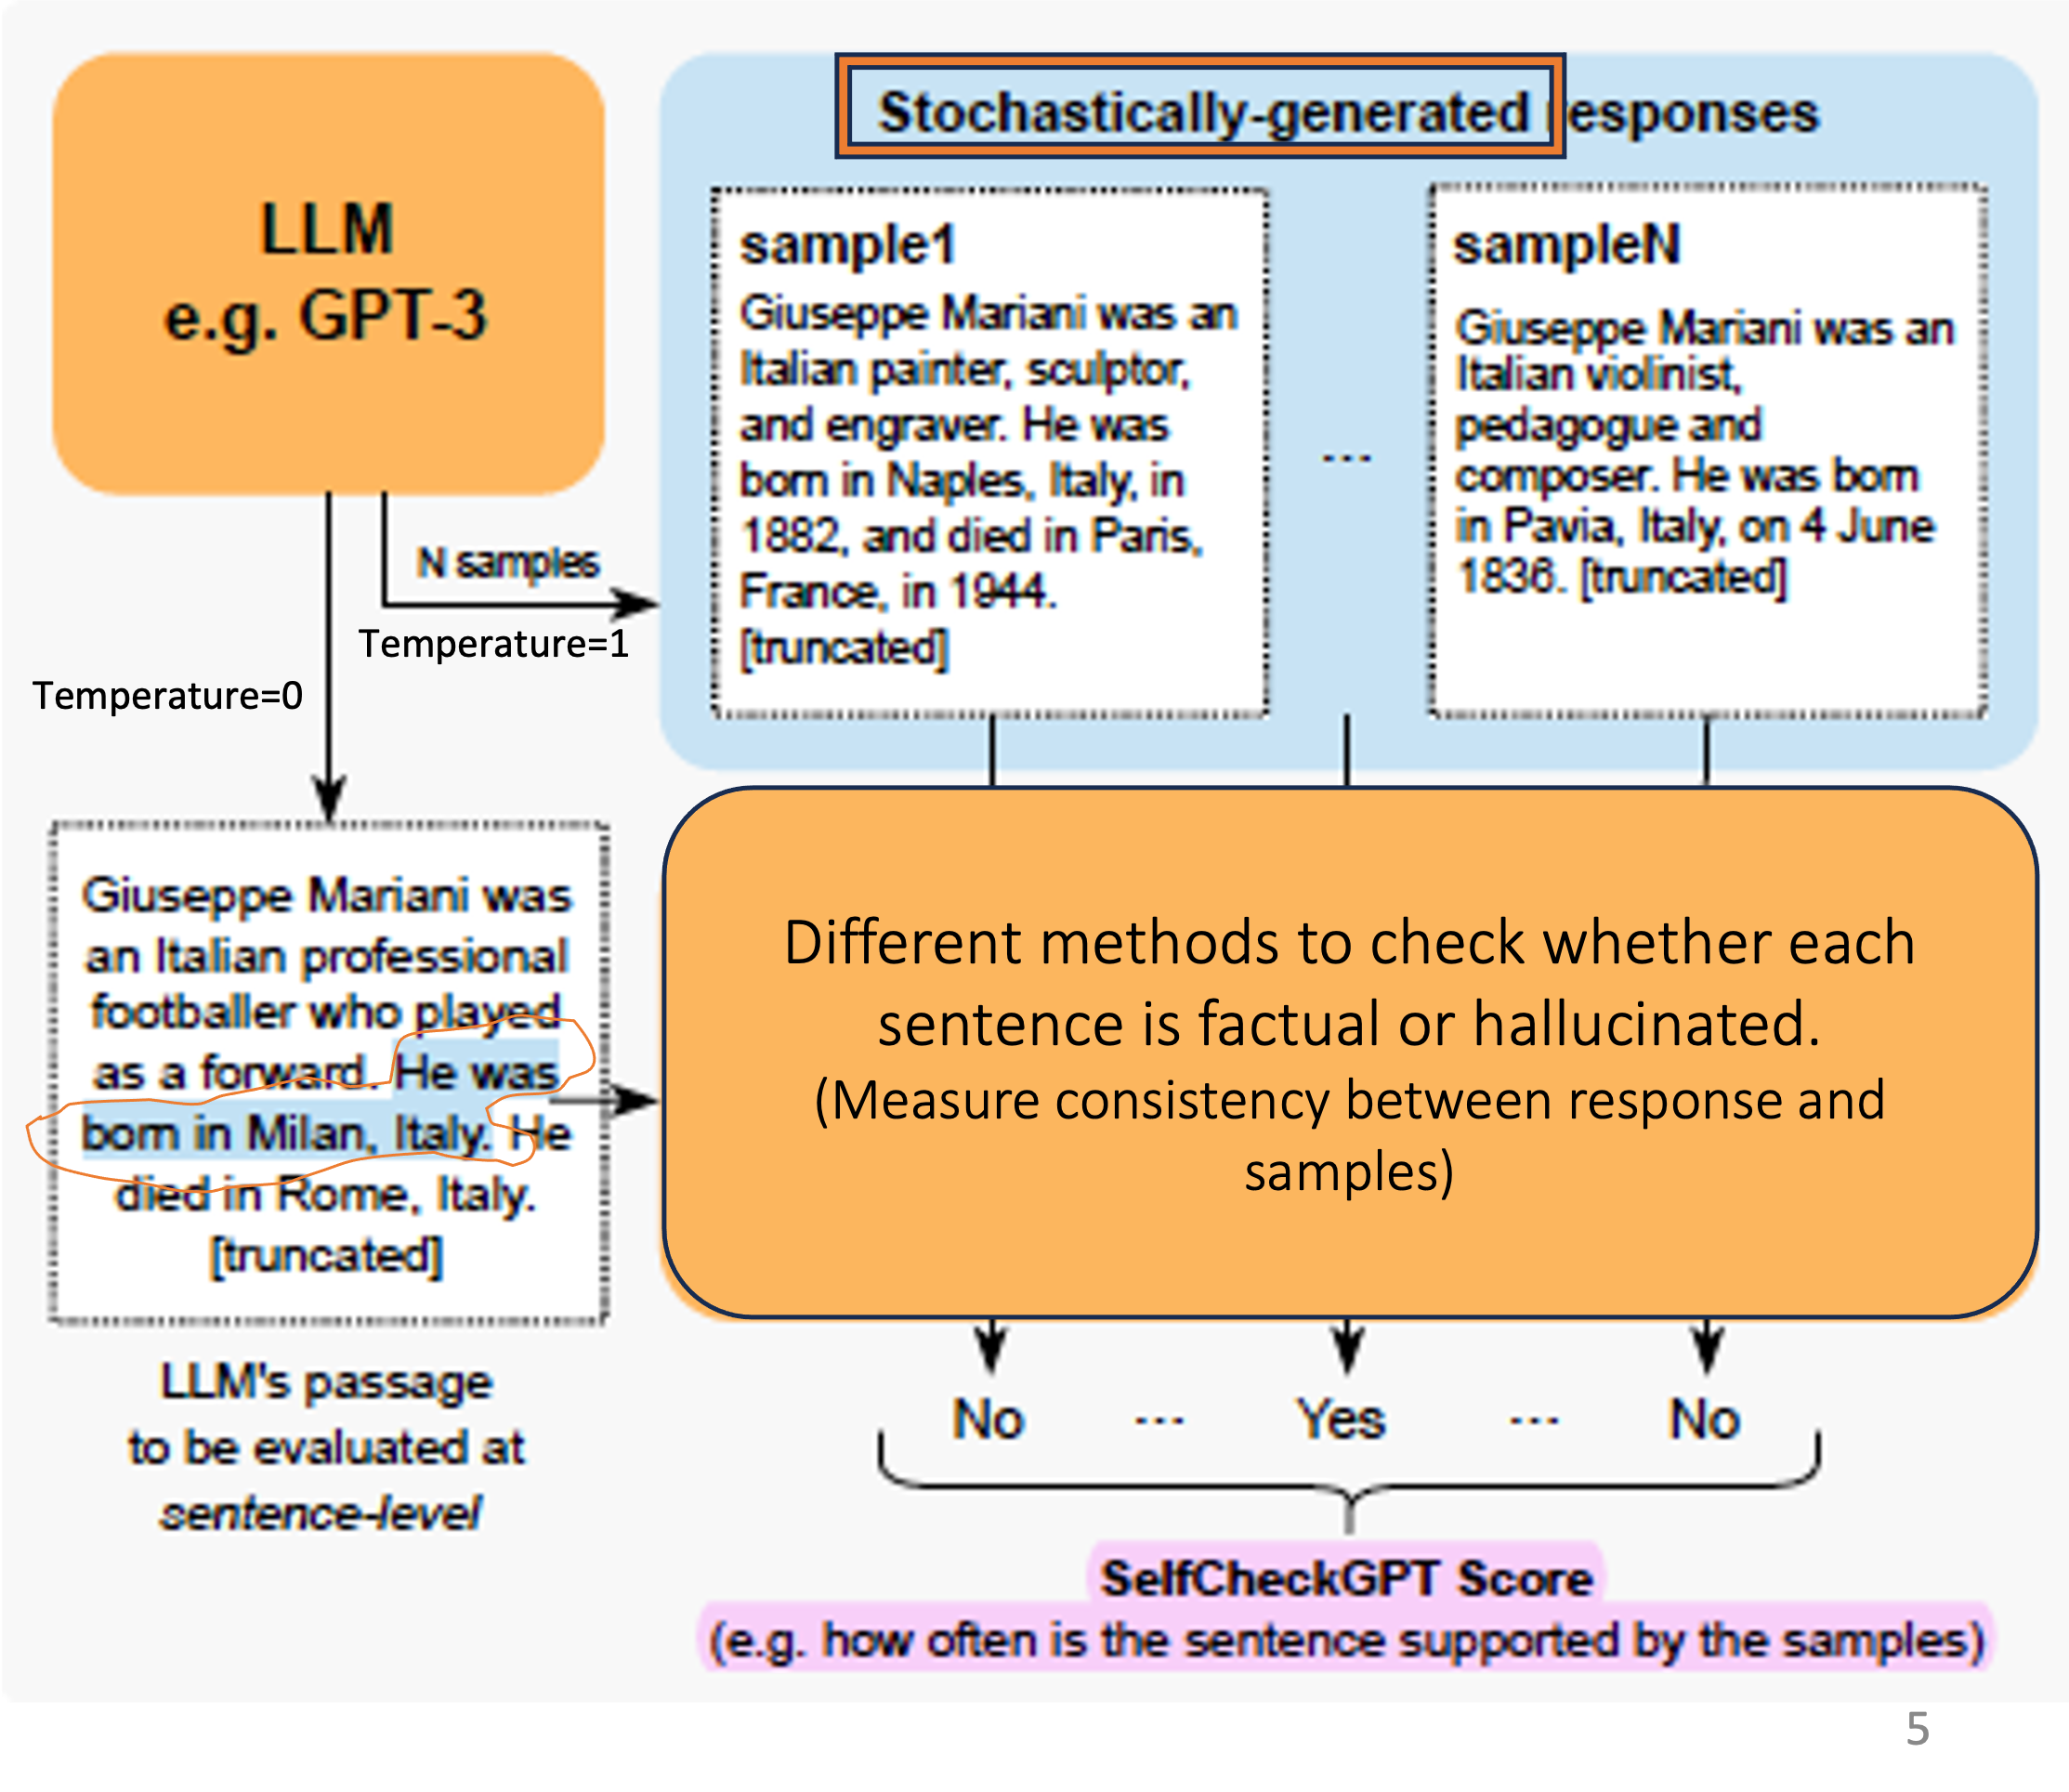 LLM
e.g. GPT-3
Stochastically-generated responses
sample1
Giuseppe Mariani was an
Italian painter, sculptor,
and engraver. He was
born in Naples, Italy, in
1882, and died in Paris,
France, in 1944.
[truncated]
...
sampleN
Giuseppe Mariani was an
Italian violinist,
pedagogue and
composer. He was born
in Pavia, Italy, on 4 June
1836. [truncated]
N samples
Temperature=1
Temperature=0
Giuseppe Mariani was
an Italian professional
footballer who played
as a forward. He was
born in Milan, Italy. He
died in Rome, Italy.
[truncated]
LLM's passage
to be evaluated at
sentence-level
Different methods to check whether each
sentence is factual or hallucinated.
(Measure consistency between response and
samples)
No ... Yes ... No
SelfCheckGPT Score
(e.g. how often is the sentence supported by the samples)
5